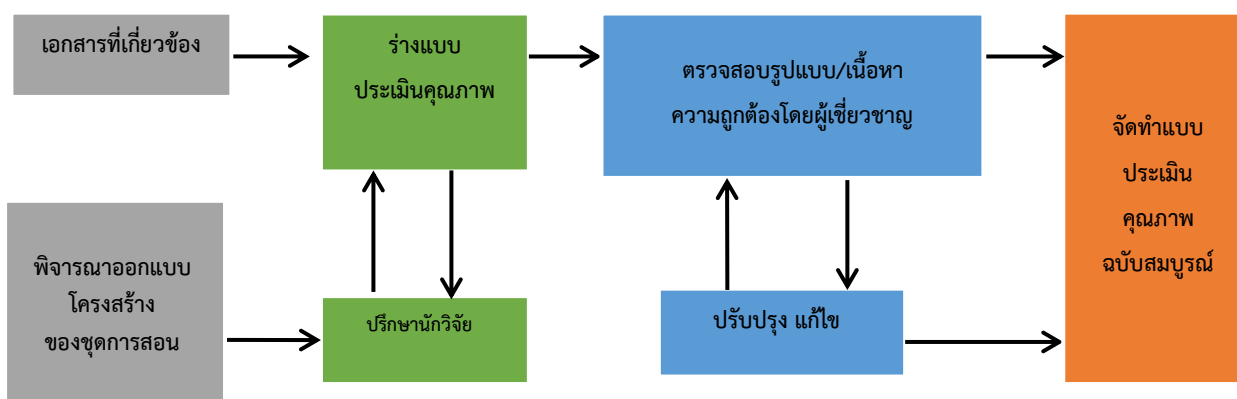 เอกสารที่เกี่ยวข้อง
ร่างแบบ
ประเมินคุณภาพ
ตรวจสอบรูปแบบ/เนื้อหา
ความถูกต้องโดยผู้เชี่ยวชาญ
จัดทำแบบ
ประเมิน
คุณภาพ
ฉบับสมบูรณ์
พิจารณาออกแบบ
โครงสร้าง
ของชุดการสอน
ปรึกษานักวิจัย
ปรับปรุง แก้ไข